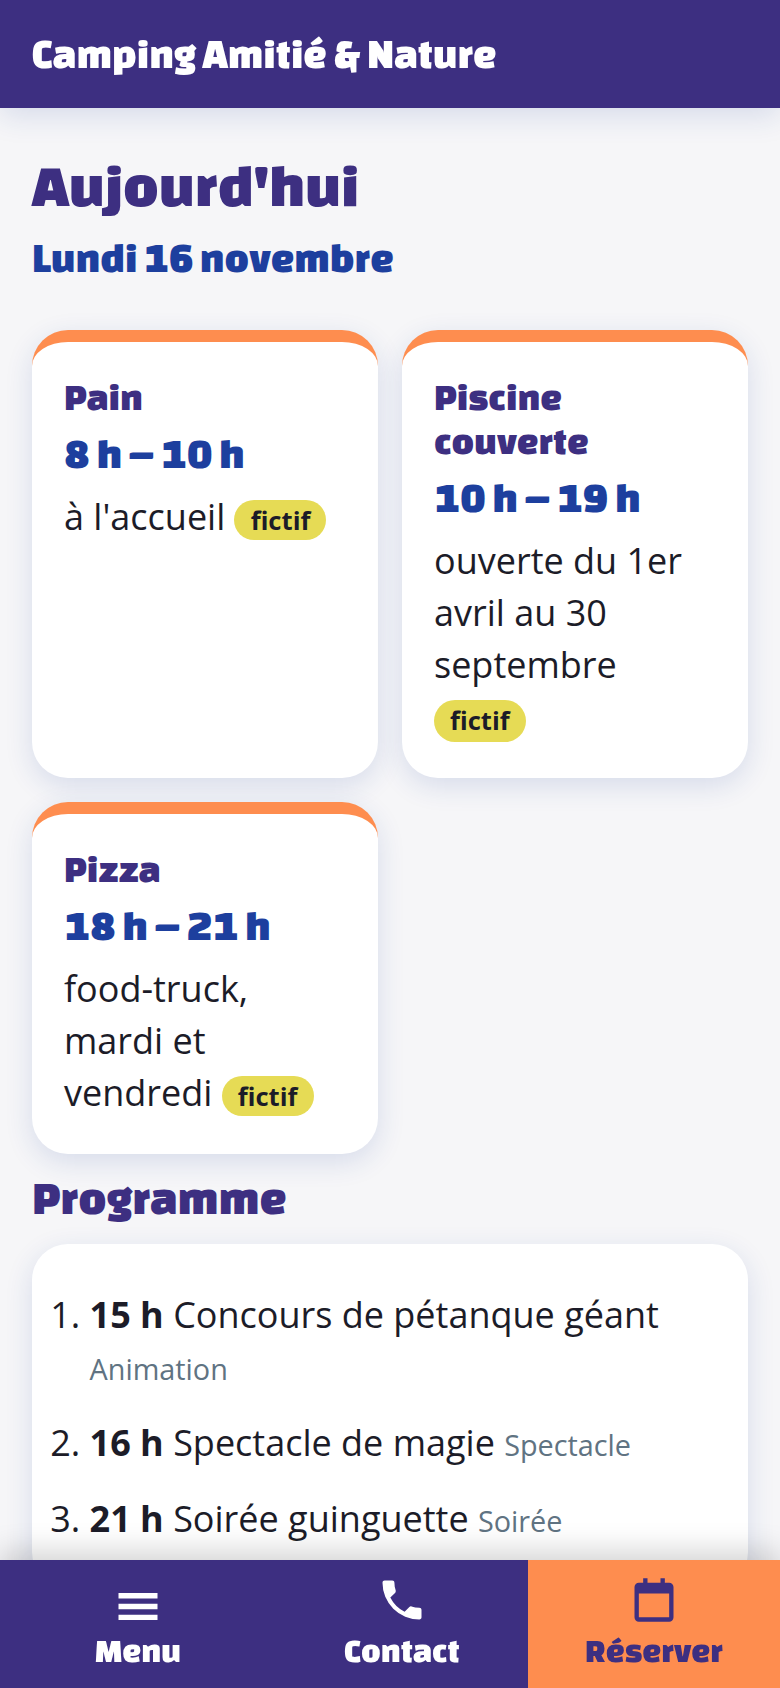 Camping Amitié & Nature
Aujourd'hui
Lundi 16 novembre
Pain
8 h – 10 h
à l'accueil fictif
Piscine
couverte
10 h – 19 h
ouverte du 1er
avril au 30
septembre
fictif
Pizza
18 h – 21 h
food-truck,
mardi et
vendredi fictif
Programme
1. 15 h Concours de pétanque géant
Animation
2. 16 h Spectacle de magie Spectacle
3. 21 h Soirée guinguette Soirée
Menu
Contact
Réserver